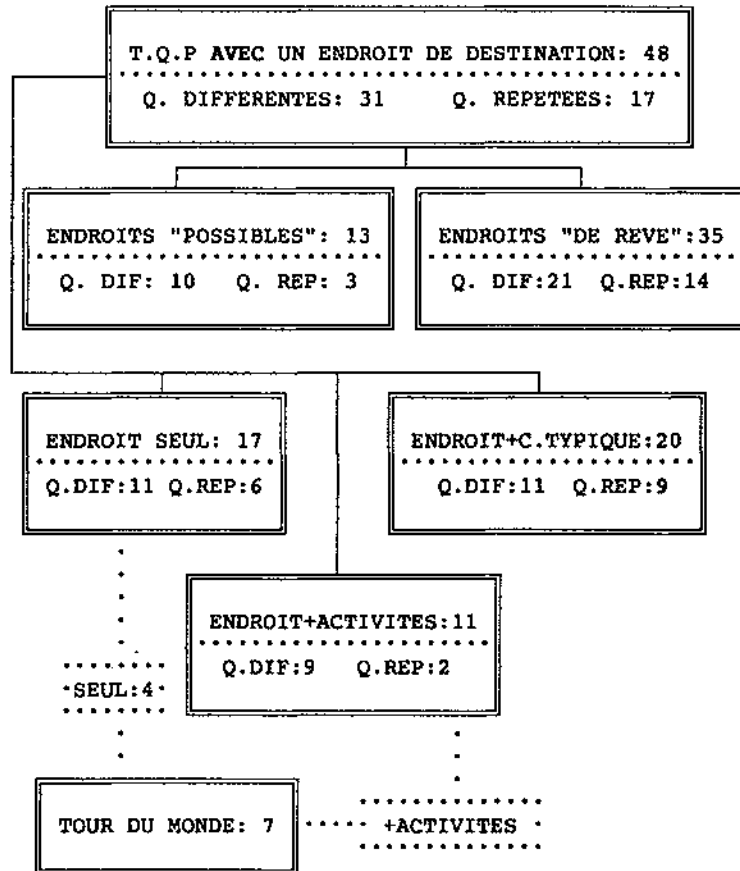 T.Q.P AVEC UN ENDROIT DE DESTINATION: 48
Q. DIFFERENTES: 31 Q. REPETEES: 17
ENDROITS "POSSIBLES": 13
Q. DIF: 10 Q. REP: 3
ENDROITS "DE REVE":35
Q. DIF:21 Q.REP:14
ENDROIT SEUL: 17
Q.DIF:11 Q.REP:6
ENDROIT+C.TYPIQUE:20
Q.DIF:11 Q.REP:9
ENDROIT+ACTIVITES:11
Q.DIF:9 Q.REP:2
SEUL:4
TOUR DU MONDE: 7
+ACTIVITES